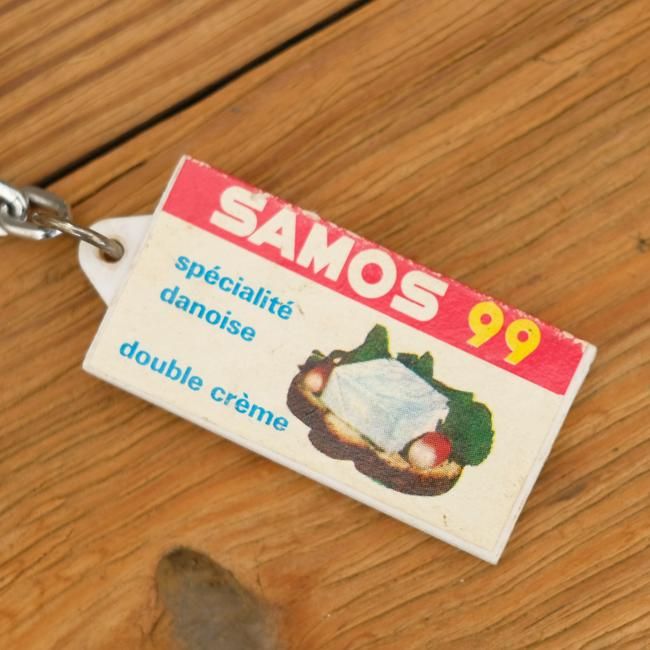 SAMOS 99
spécialité
danoise
double crème